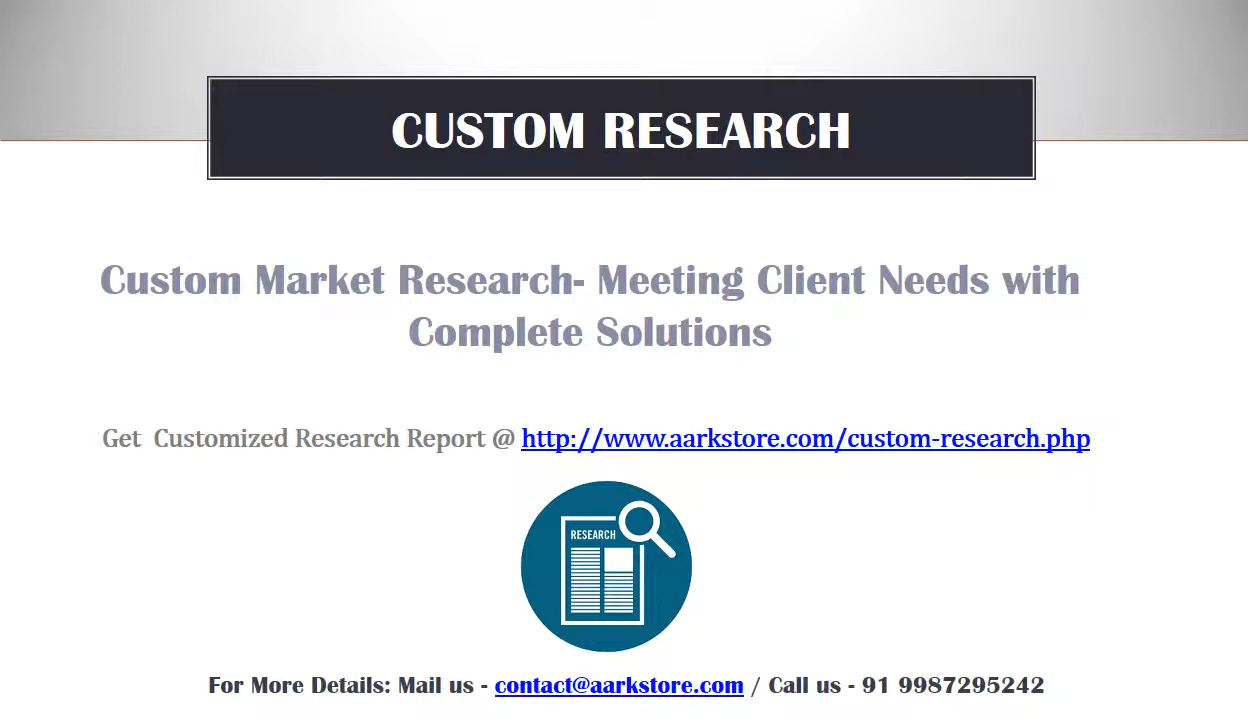 CUSTOM RESEARCH
Custom Market Research- Meeting Client Needs with
Complete Solutions
Get  Customized Research Report @ http://www.aarkstore.com/custom-research.php
RESEARCH
For More Details: Mail us - contact@aarkstore.com / Call us - 91 9987295242